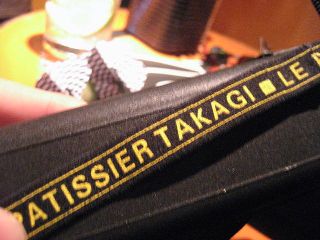 PATISSIER TAKAGI ■ LE